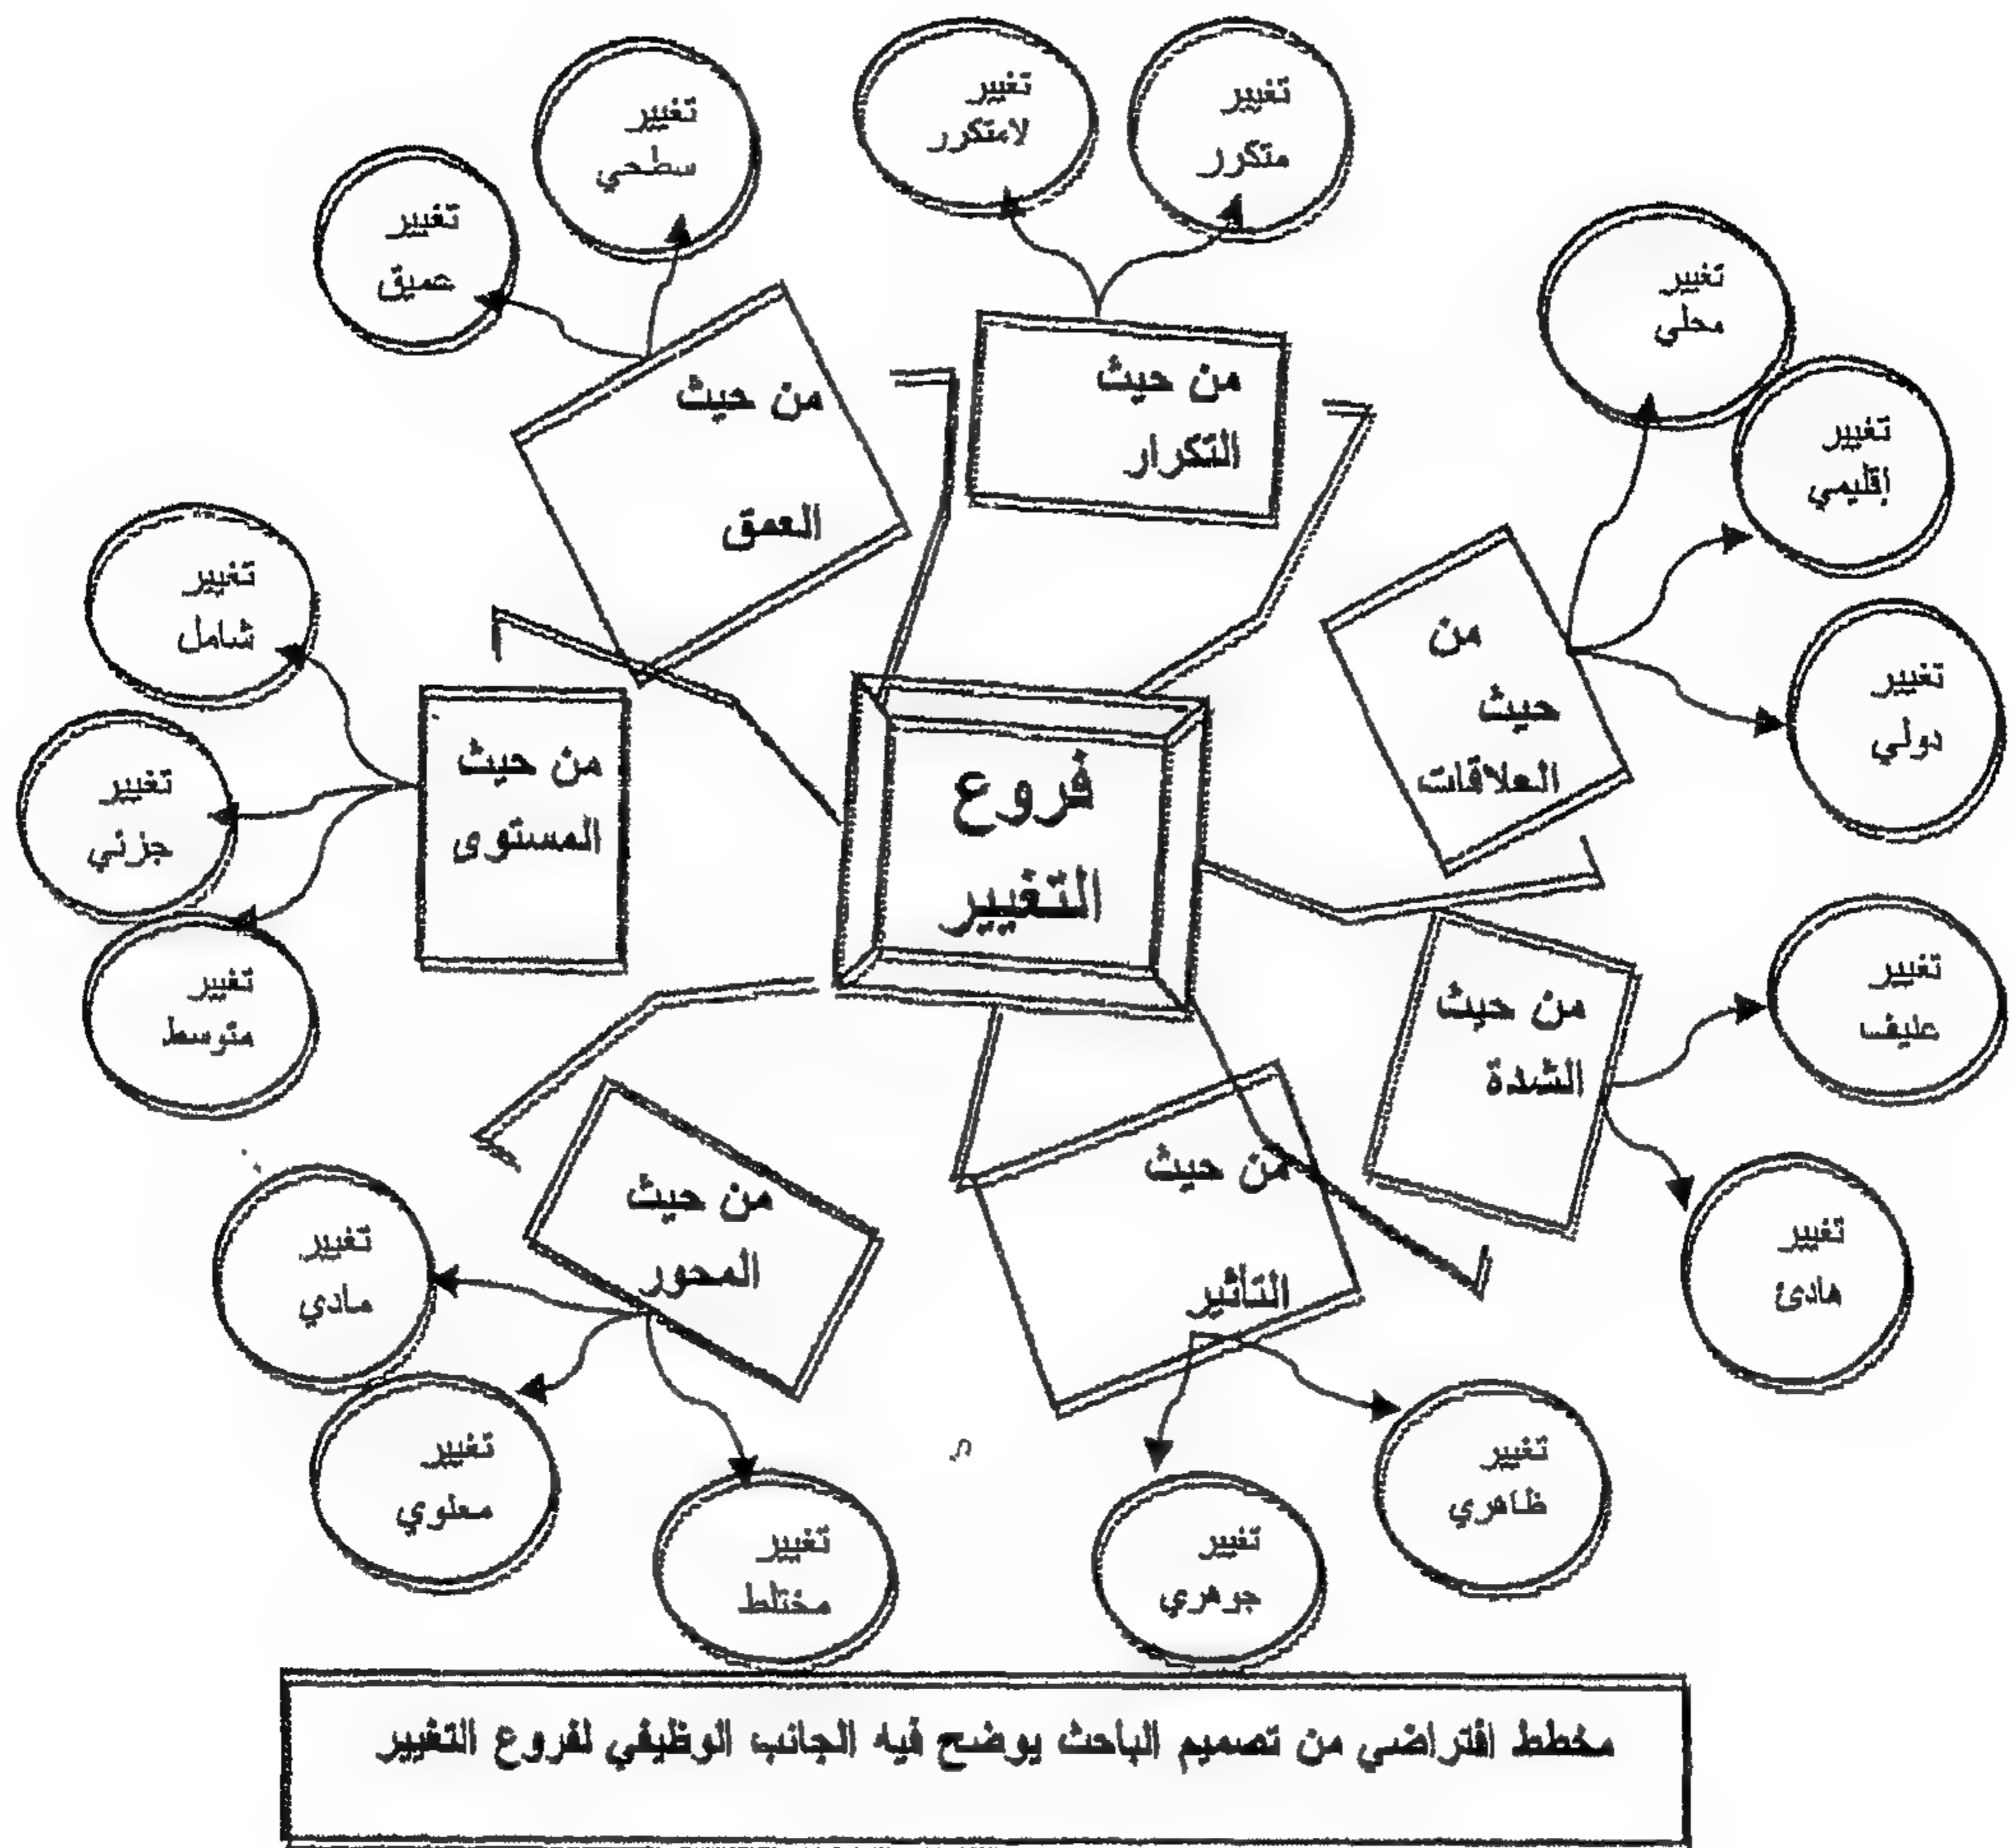 تغيير
متكرر
تغيير
لامتكرر
تغيير
سطحي
تغيير
عميق
تغيير
محلي
تغيير
إقليمي
تغيير
دولي
من حيث
التكرار
من حيث
العمق
من
حيث
العلاقات
تغيير
شامل
تغيير
جزئي
تغيير
متوسط
من حيث
المستوى
فروع
التغيير
من حيث
الشدة
تغيير
عنيف
تغيير
هادئ
من حيث
التأثير
من حيث
المحور
تغيير
مادي
تغيير
معنوي
تغيير
مختلط
تغيير
جوهري
تغيير
ظاهري
مخطط افتراضي من تصميم الباحث يوضح فيه الجانب الوظيفي لفروع التغيير